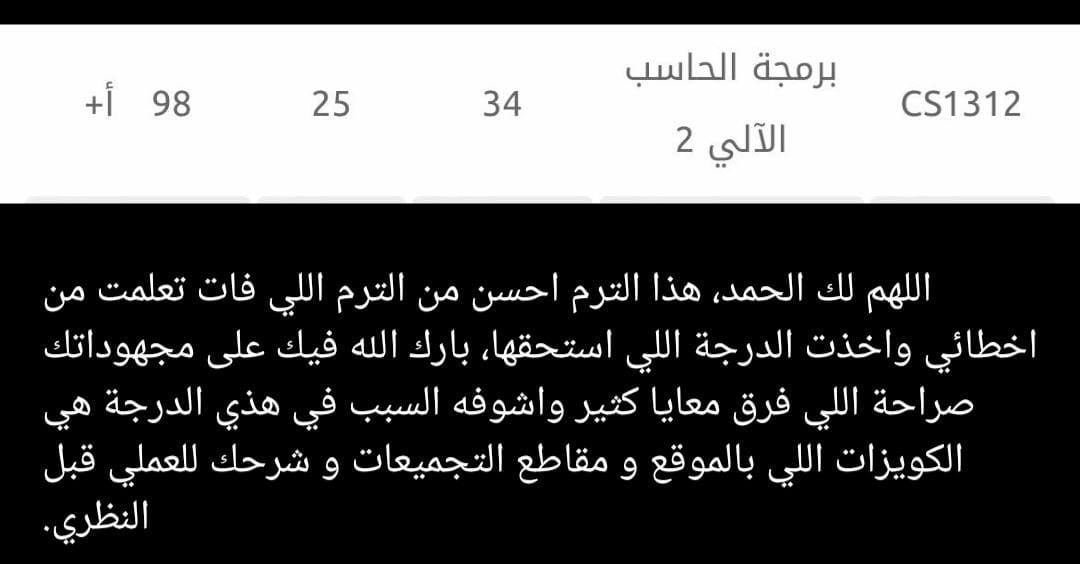 برمجة الحاسب
CS1312 34 25 98 أ+
الآلي 2
اللهم لك الحمد، هذا الترم احسن من الترم اللي فات تعلمت من
اخطائي واخذت الدرجة اللي استحقها، بارك الله فيك على مجهوداتك
صراحة اللي فرق معايا كثير واشوفه السبب في هذي الدرجة هي
الكويزات اللي بالموقع و مقاطع التجميعات و شرحك للعملي قبل
النظري.